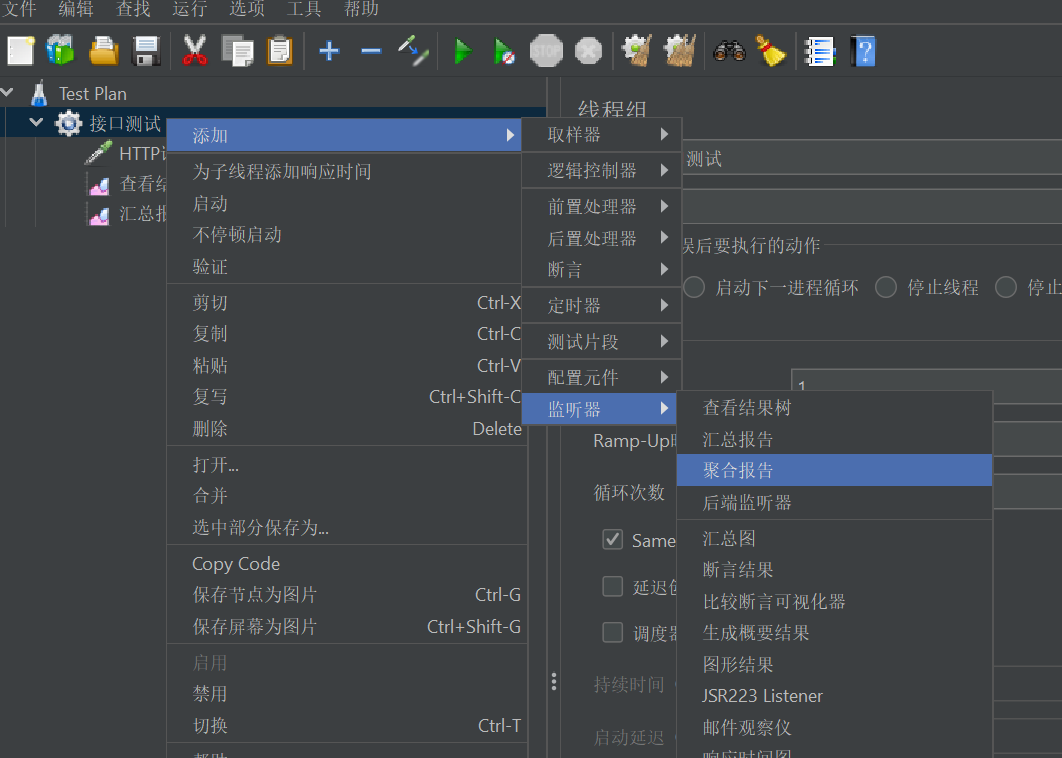 文件 编辑 查找 运行 选项 工具 帮助
STOP
Test Plan
接口测试
HTTP
查看结
汇总报
添加
为子线程添加响应时间
启动
不停顿启动
验证
剪切 Ctrl-X
复制 Ctrl-C
粘贴 Ctrl-V
复写 Ctrl+Shift-C
删除 Delete
打开...
合并
选中部分保存为...
Copy Code
保存节点为图片 Ctrl-G
保存屏幕为图片 Ctrl+Shift-G
启用
禁用
切换 Ctrl-T
帮助
取样器
逻辑控制器
前置处理器
后置处理器
断言
定时器
测试片段
配置元件
监听器
查看结果树
汇总报告
聚合报告
后端监听器
汇总图
断言结果
比较断言可视化器
生成概要结果
图形结果
JSR223 Listener
邮件观察仪
响应时间图
线程组
测试
误后要执行的动作
启动下一进程循环 停止线程 停止
1
Ramp-Up
循环次数
Same
延迟
调度器
持续时间
启动延迟